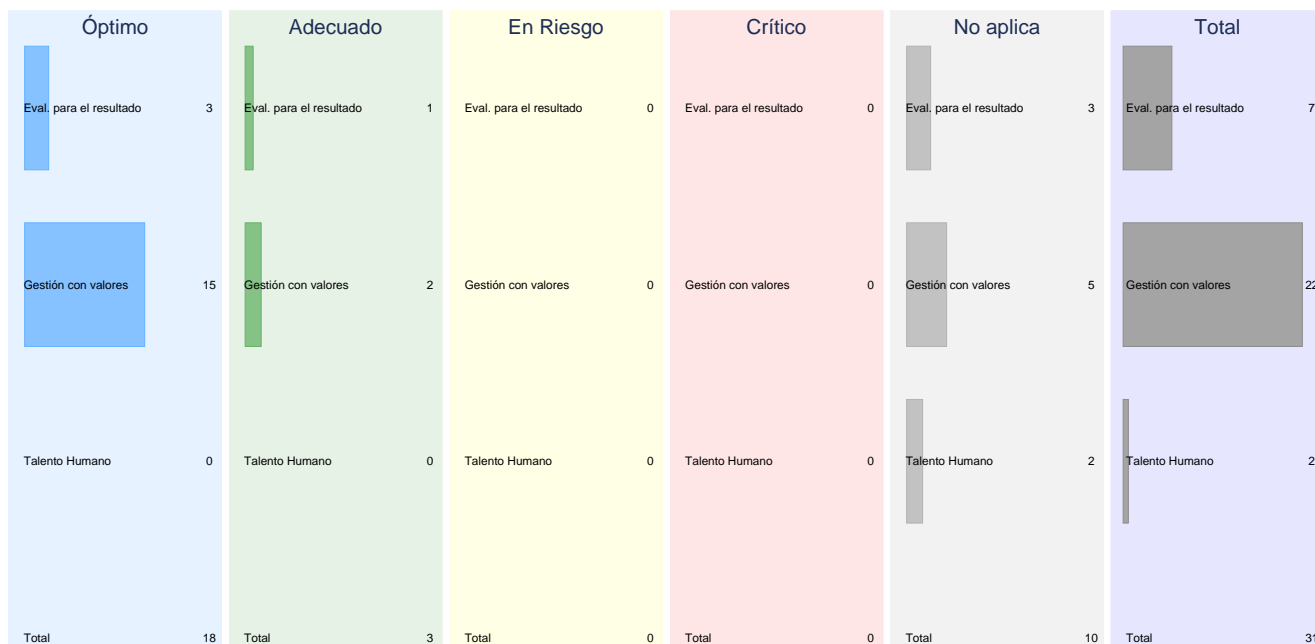 Óptimo Adecuado En Riesgo Crítico No aplica Total
Eval. para el resultado 3 Eval. para el resultado 1 Eval. para el resultado 0 Eval. para el resultado 0 Eval. para el resultado 3 Eval. para el resultado 7
Gestión con valores 15 Gestión con valores 2 Gestión con valores 0 Gestión con valores 0 Gestión con valores 5 Gestión con valores 22
Talento Humano 0 Talento Humano 0 Talento Humano 0 Talento Humano 0 Talento Humano 2 Talento Humano 2
Total 18 Total 3 Total 0 Total 0 Total 10 Total 31